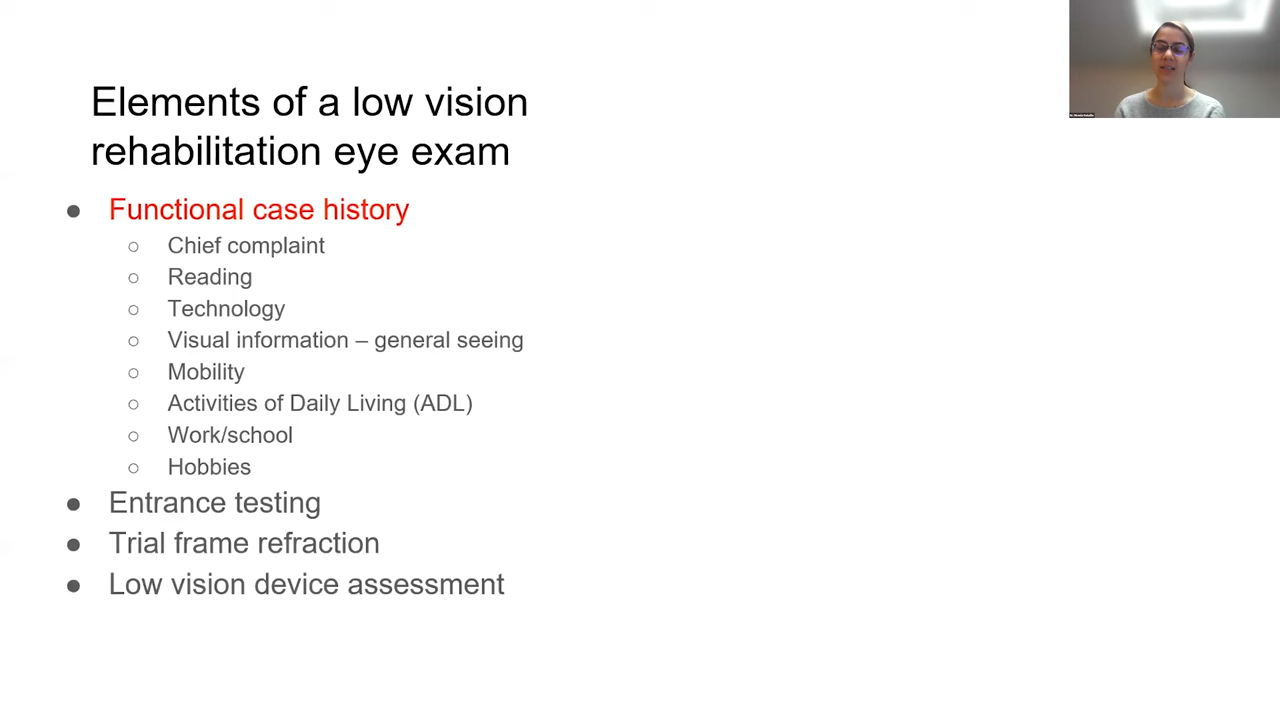 Elements of a low vision
rehabilitation eye exam
● Functional case history
○ Chief complaint
○ Reading
○ Technology
○ Visual information – general seeing
○ Mobility
○ Activities of Daily Living (ADL)
○ Work/school
○ Hobbies
● Entrance testing
● Trial frame refraction
● Low vision device assessment